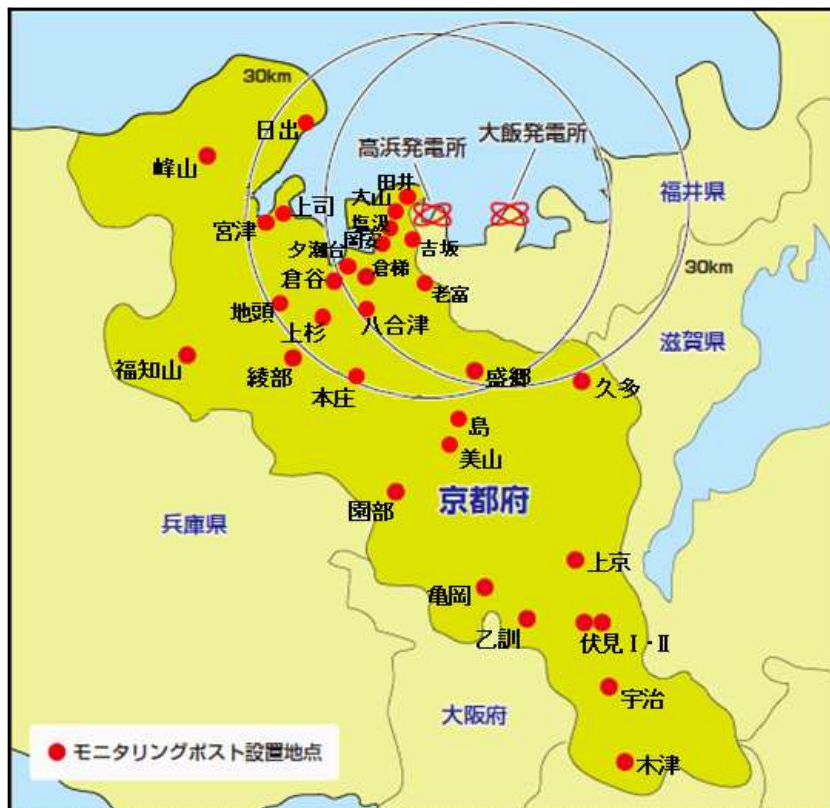 30km
日出
峰山
高浜発電所
大飯発電所
田井
大山
福井県
上司
宮津
塩汲
岡安
吉坂
夕潮台
倉梯
30km
倉谷
老富
地頭
上杉
八合津
滋賀県
福知山
綾部
本庄
盛郷
久多
島
美山
園部
京都府
兵庫県
上京
亀岡
乙訓
伏見Ⅰ・Ⅱ
宇治
大阪府
モニタリングポスト設置地点
木津